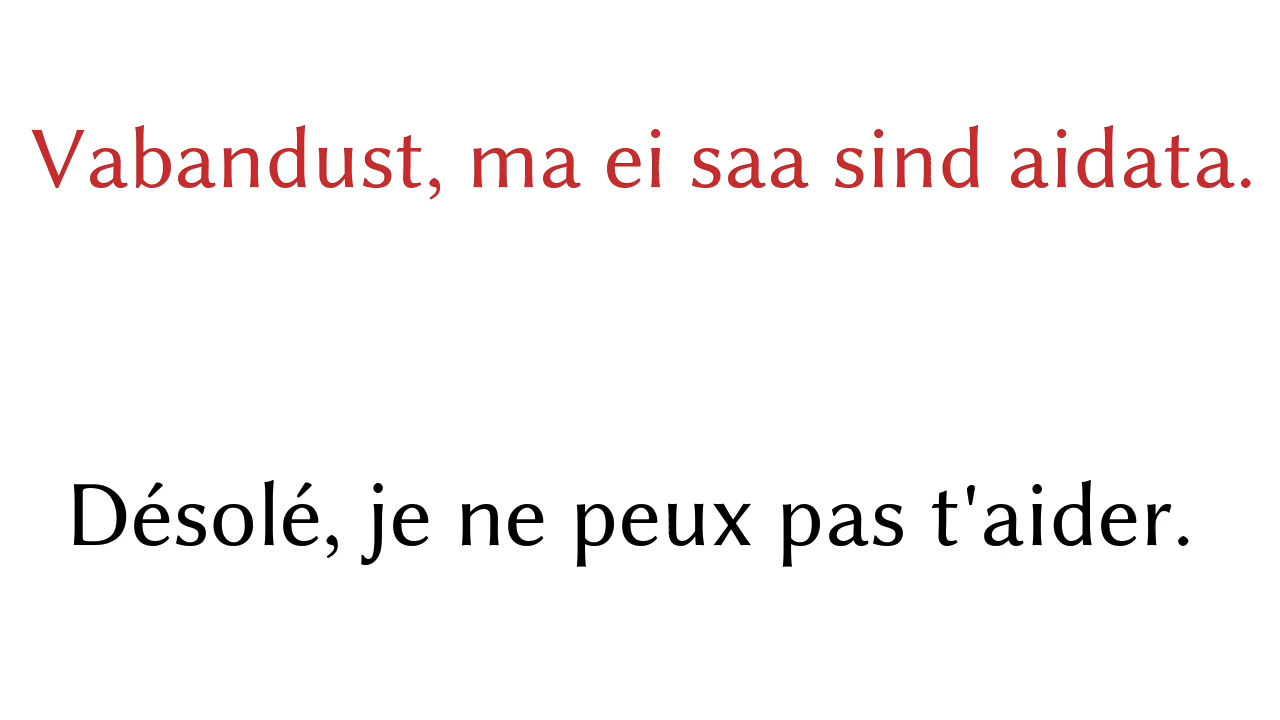 Vabandust, ma ei saa sind aidata.
Désolé, je ne peux pas t'aider.